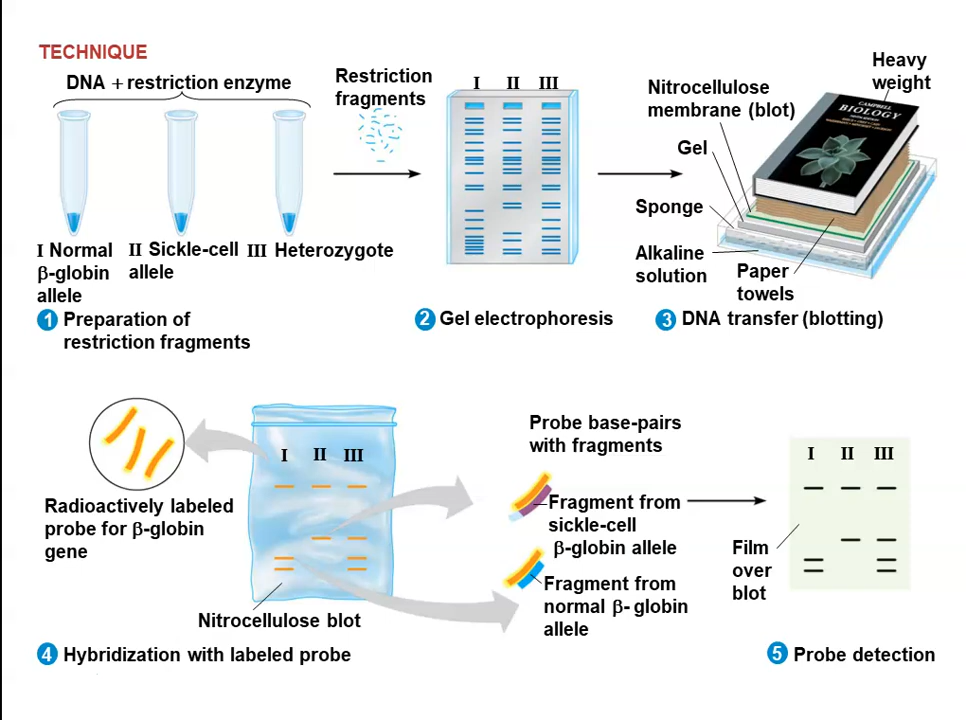 TECHNIQUE
DNA + restriction enzyme
Restriction
fragments
I II III
Nitrocellulose
membrane (blot)
Heavy
weight
Gel
Sponge
Alkaline
solution
Paper
towels
CAMPBELL
BIOLOGY
I Normal
β-globin
allele
II Sickle-cell
allele
III Heterozygote
1 Preparation of
restriction fragments
2 Gel electrophoresis
3 DNA transfer (blotting)
Radioactively labeled
probe for β-globin
gene
I II III
Nitrocellulose blot
Probe base-pairs
with fragments
Fragment from
sickle-cell
β-globin allele
Fragment from
normal β- globin
allele
I II III
Film
over
blot
4 Hybridization with labeled probe
5 Probe detection